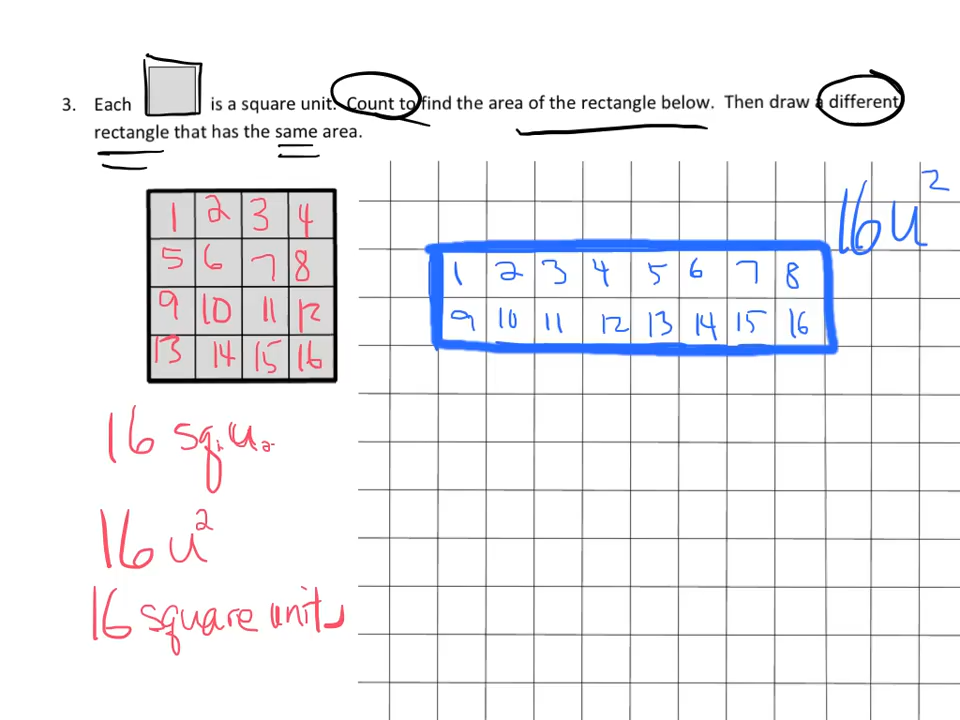 3. Each is a square unit. Count to find the area of the rectangle below. Then draw a different
rectangle that has the same area.
1 2 3 4
5 6 7 8
9 10 11 12
13 14 15 16
16 sq. u.
16 u²
16 square units
1 2 3 4 5 6 7 8
9 10 11 12 13 14 15 16
16 u²